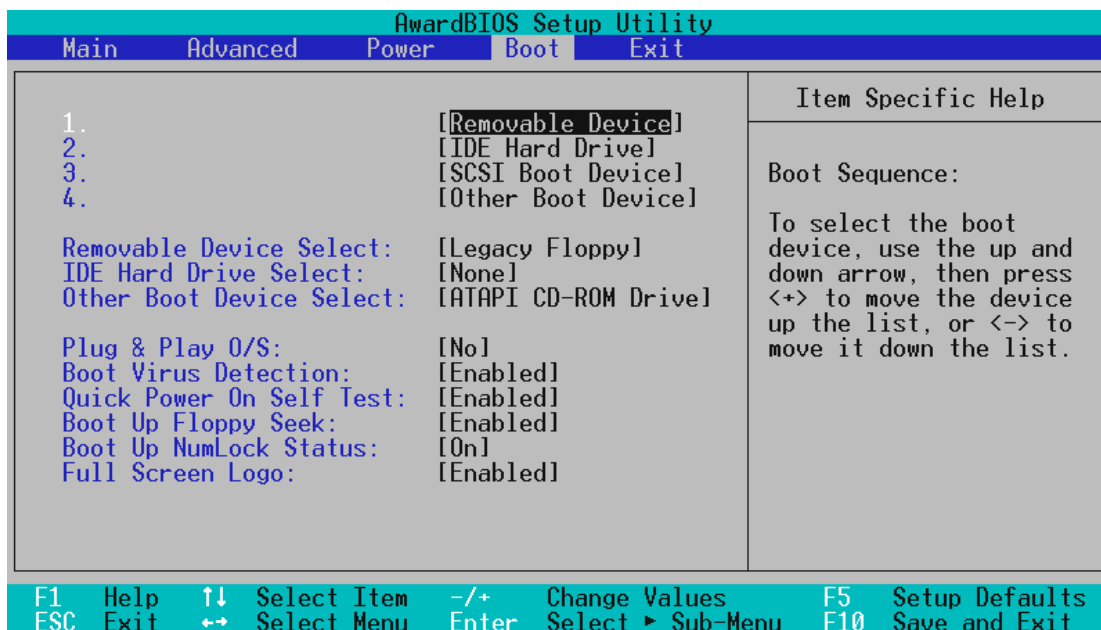 AwardBIOS Setup Utility
Main Advanced Power Boot Exit
Item Specific Help
1. [Removable Device]
2. [IDE Hard Drive]
3. [SCSI Boot Device]
4. [Other Boot Device]
Removable Device Select: [Legacy Floppy]
IDE Hard Drive Select: [None]
Other Boot Device Select: [ATAPI CD-ROM Drive]
Plug & Play O/S: [No]
Boot Virus Detection: [Enabled]
Quick Power On Self Test: [Enabled]
Boot Up Floppy Seek: [Enabled]
Boot Up NumLock Status: [On]
Full Screen Logo: [Enabled]
Boot Sequence:
To select the boot
device, use the up and
down arrow, then press
<+> to move the device
up the list, or <-> to
move it down the list.
F1 Help ↑↓ Select Item -/+ Change Values F5 Setup Defaults
ESC Exit ←→ Select Menu Enter Select ► Sub-Menu F10 Save and Exit